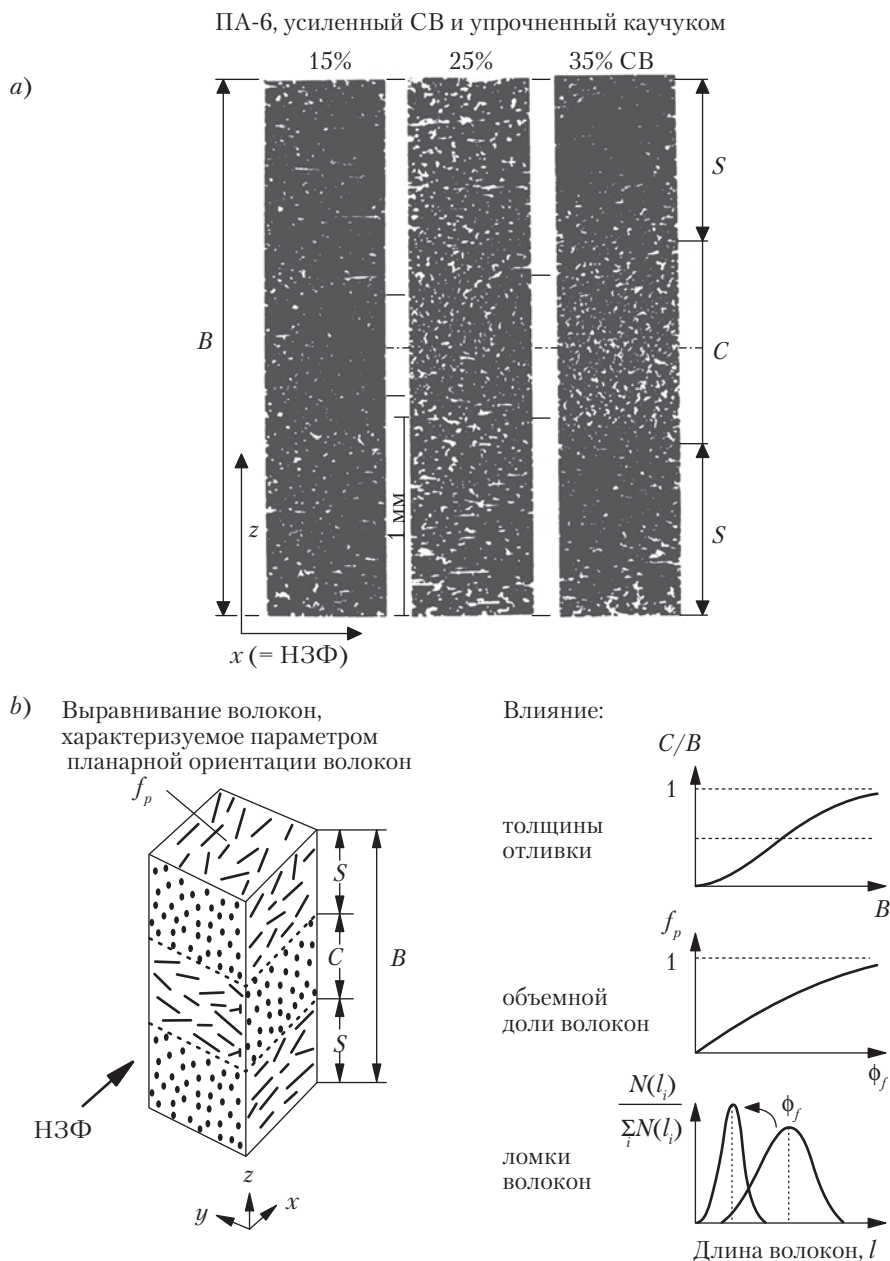 ПА-6, усиленный СВ и упрочненный каучуком
15% 25% 35% СВ
a)
B
S
C
S
z
1 мм
x (= НЗФ)
b) Выравнивание волокон,
характеризуемое параметром
планарной ориентации волокон
f_p
S
C
B
S
НЗФ
z
y
x
Влияние:
C/B
1
толщины
отливки
B
f_p
1
объемной
доли волокон
ϕ_f
N(l_i)
Σ_i N(l_i)
ϕ_f
ломки
волокон
Длина волокон, l